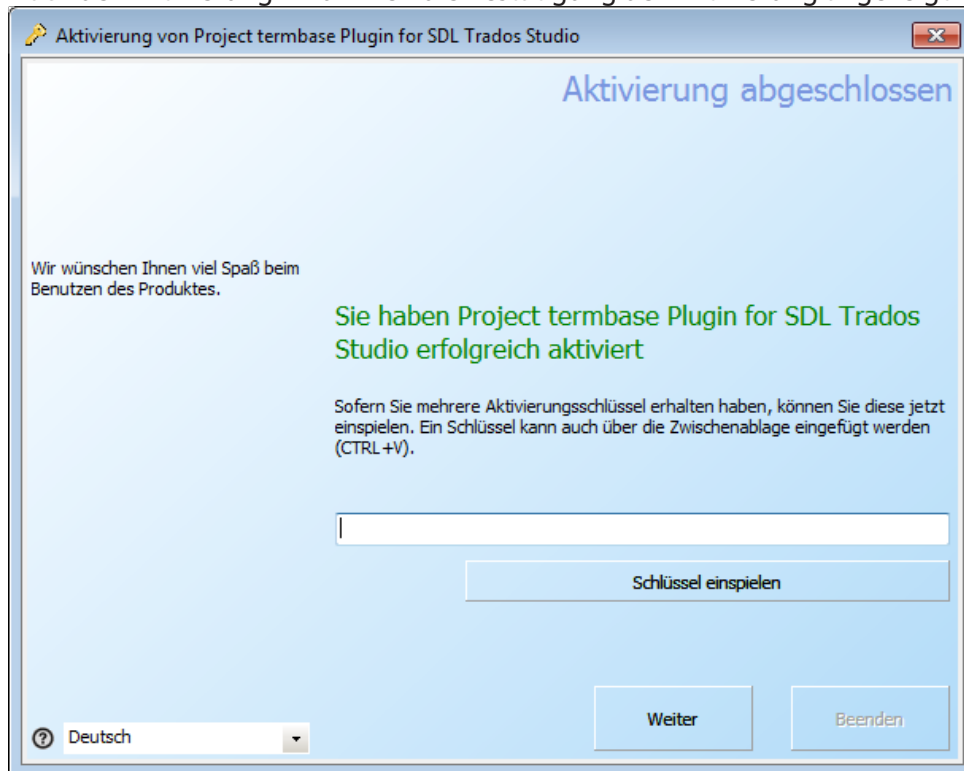 Aktivierung von Project termbase Plugin for SDL Trados Studio
Aktivierung abgeschlossen
Wir wünschen Ihnen viel Spaß beim
Benutzen des Produktes.
Sie haben Project termbase Plugin for SDL Trados
Studio erfolgreich aktiviert
Sofern Sie mehrere Aktivierungsschlüssel erhalten haben, können Sie diese jetzt
einspielen. Ein Schlüssel kann auch über die Zwischenablage eingefügt werden
(CTRL+V).
Schlüssel einspielen
Weiter
Beenden
Deutsch